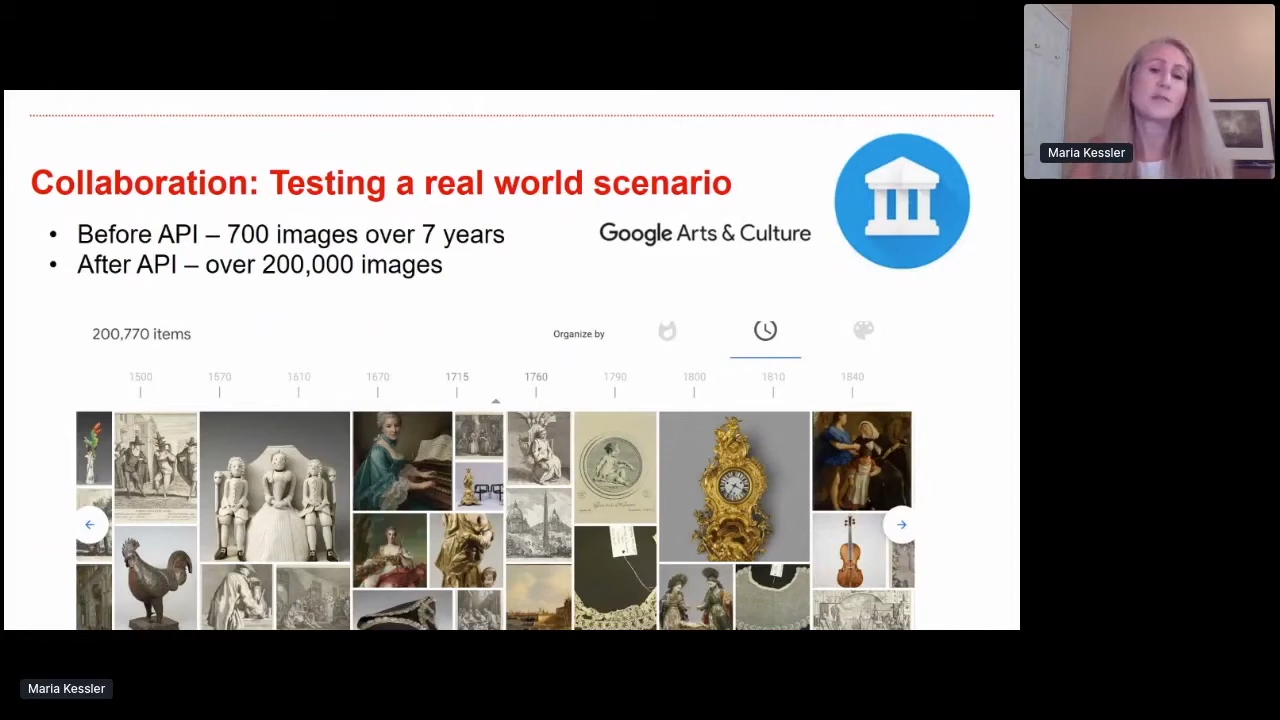 Maria Kessler
Collaboration: Testing a real world scenario
• Before API – 700 images over 7 years
• After API – over 200,000 images
Google Arts & Culture
200,770 items
Organize by
1500 1570 1610 1670 1715 1760 1790 1800 1810 1840
Maria Kessler